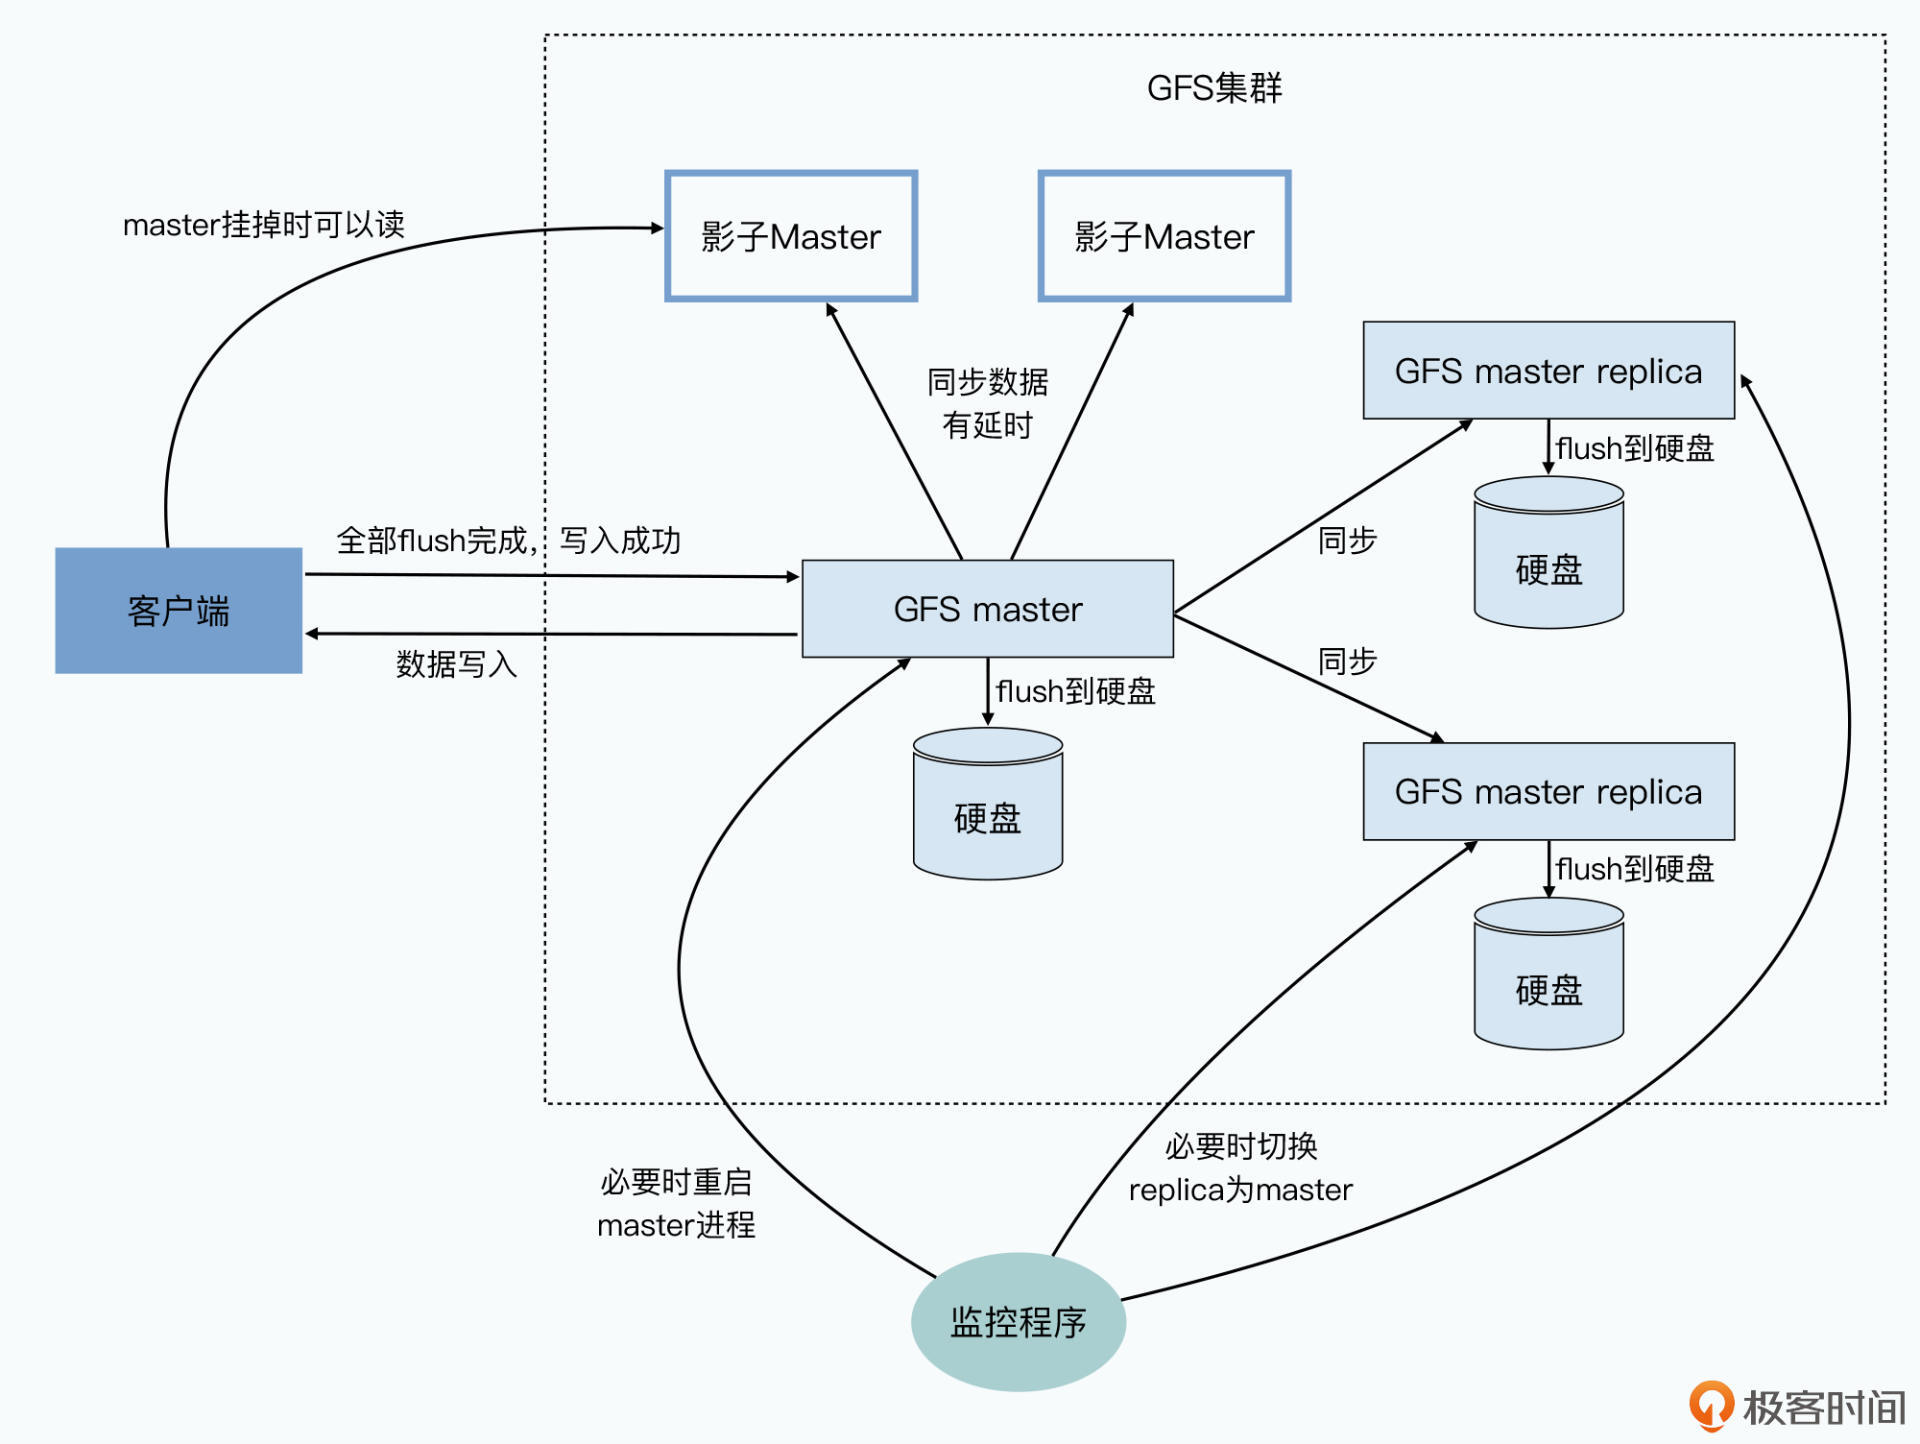 GFS集群
master挂掉时可以读
影子Master
影子Master
GFS master replica
同步数据
有延时
flush到硬盘
硬盘
全部flush完成，写入成功
同步
客户端
GFS master
数据写入
同步
flush到硬盘
硬盘
GFS master replica
flush到硬盘
硬盘
必要时重启
master进程
必要时切换
replica为master
监控程序
极客时间